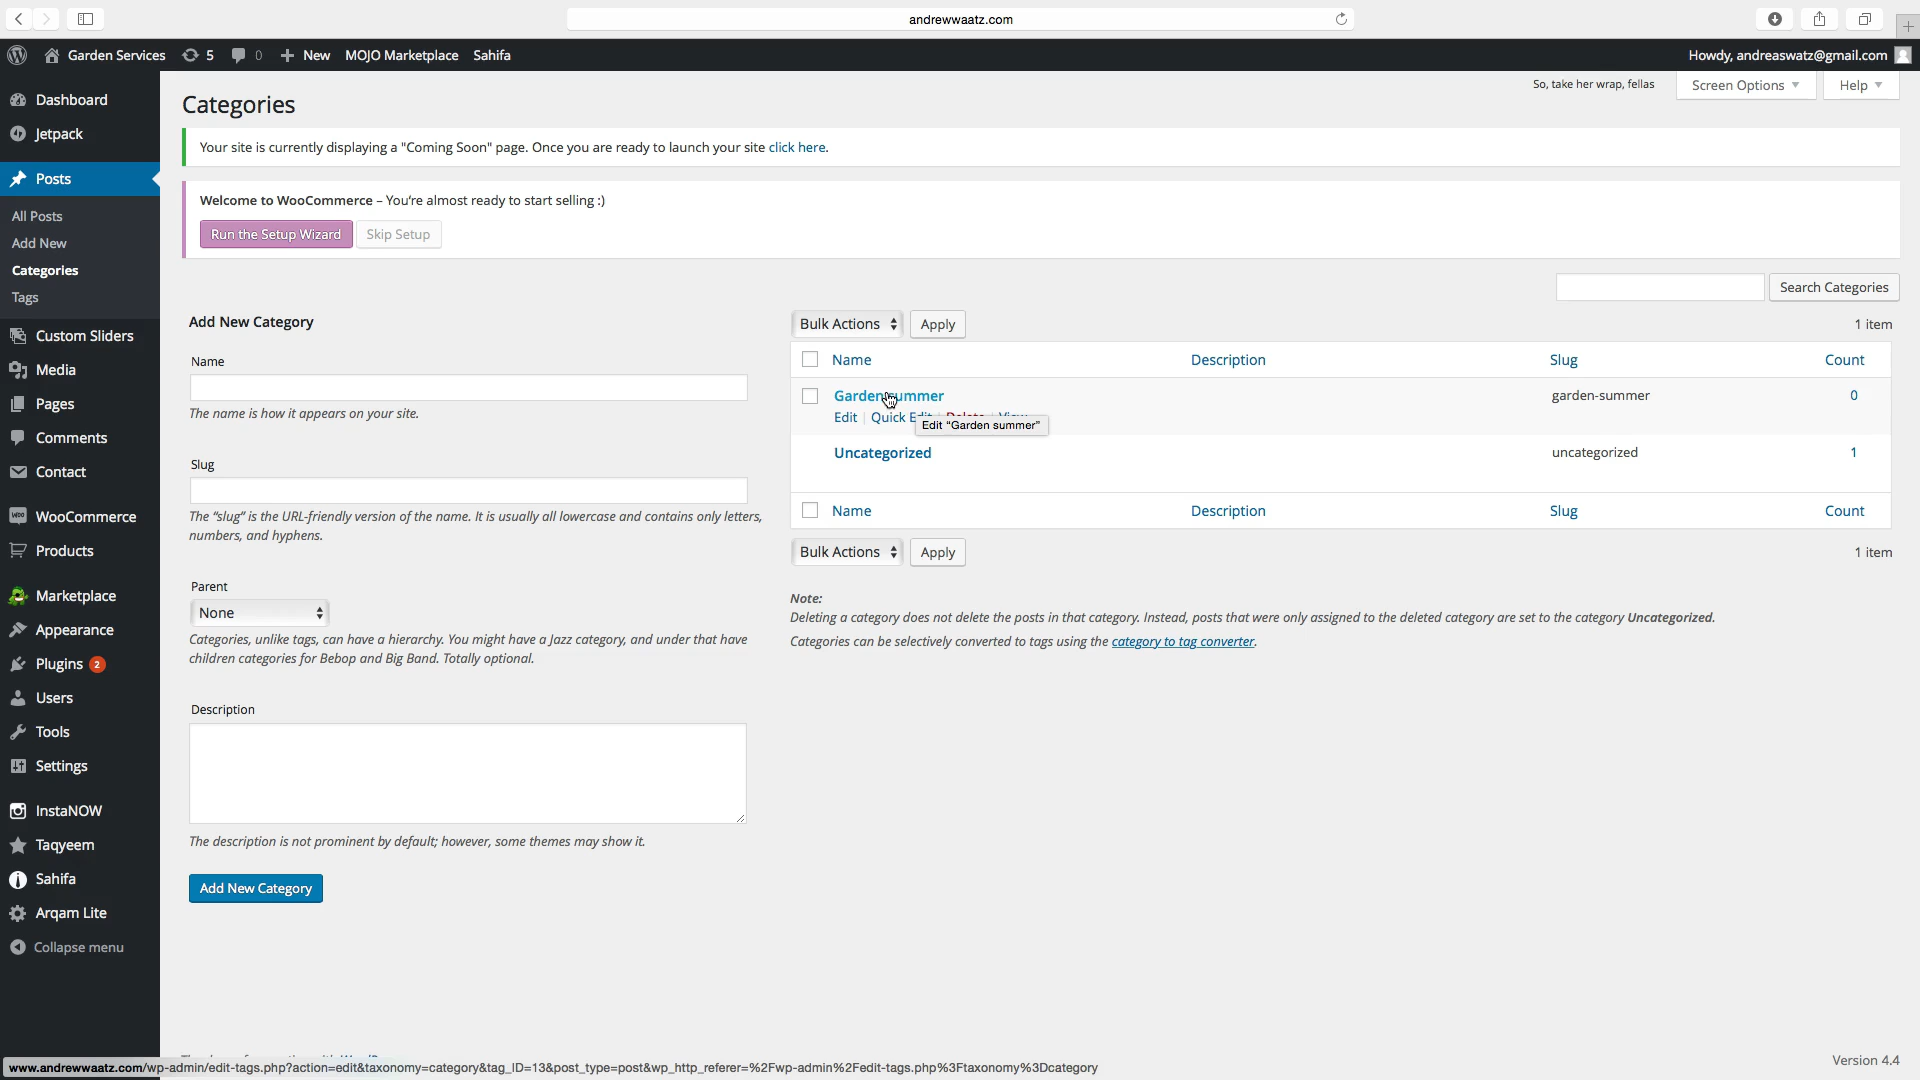 andrewwaatz.com
Garden Services 5 0 New MOJO Marketplace Sahifa Howdy, andreaswatz@gmail.com
So, take her wrap, fellas Screen Options Help
Dashboard
Jetpack
Posts
All Posts
Add New
Categories
Tags
Custom Sliders
Media
Pages
Comments
Contact
WooCommerce
Products
Marketplace
Appearance
Plugins 2
Users
Tools
Settings
InstaNOW
Taqyeem
Sahifa
Arqam Lite
Collapse menu
Categories
Your site is currently displaying a "Coming Soon" page. Once you are ready to launch your site click here.
Welcome to WooCommerce – You're almost ready to start selling :)
Run the Setup Wizard Skip Setup
Search Categories
Add New Category
Name
The name is how it appears on your site.
Slug
The “slug” is the URL-friendly version of the name. It is usually all lowercase and contains only letters,
numbers, and hyphens.
Parent
None
Categories, unlike tags, can have a hierarchy. You might have a Jazz category, and under that have
children categories for Bebop and Big Band. Totally optional.
Description
The description is not prominent by default; however, some themes may show it.
Add New Category
Bulk Actions Apply 1 item
Name Description Slug Count
Garden summer garden-summer 0
Edit | Quick Edit
Edit “Garden summer”
Uncategorized uncategorized 1
Name Description Slug Count
Bulk Actions Apply 1 item
Note:
Deleting a category does not delete the posts in that category. Instead, posts that were only assigned to the deleted category are set to the category Uncategorized.
Categories can be selectively converted to tags using the category to tag converter.
Version 4.4
www.andrewwaatz.com/wp-admin/edit-tags.php?action=edit&taxonomy=category&tag_ID=13&post_type=post&wp_http_referer=%2Fwp-admin%2Fedit-tags.php%3Ftaxonomy%3Dcategory